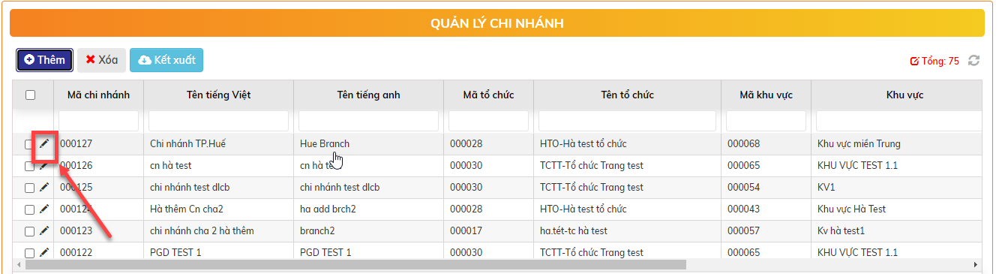 QUẢN LÝ CHI NHÁNH
Thêm Xóa Kết xuất Tổng: 75
Mã chi nhánh Tên tiếng Việt Tên tiếng anh Mã tổ chức Tên tổ chức Mã khu vực Khu vực
000127 Chi nhánh TP.Huế Hue Branch 000028 HTO-Hà test tổ chức 000068 Khu vực miền Trung
000126 cn hà test cn hà 000030 TCTT-Tổ chức Trang test 000065 KHU VỰC TEST 1.1
000125 chi nhánh test dlcb chi nhánh test dlcb 000030 TCTT-Tổ chức Trang test 000054 KV1
000124 Hà thêm Cn cha2 ha add brch2 000028 HTO-Hà test tổ chức 000043 Khu vực Hà Test
000123 chi nhánh cha 2 hà thêm branch2 000017 ha.tét-tc hà test 000057 Kv hà test1
000122 PGD TEST 1 PGD TEST 1 000030 TCTT-Tổ chức Trang test 000065 KHU VỰC TEST 1.1